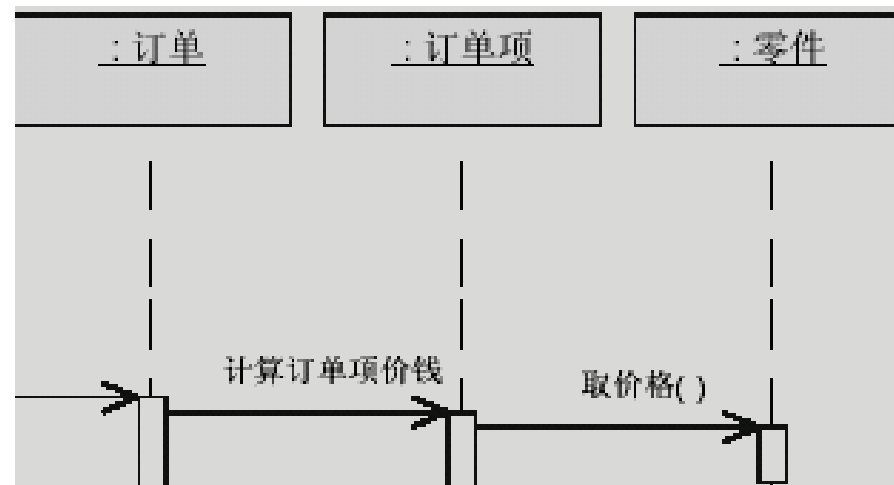 : 订单
: 订单项
: 零件
计算订单项价钱
取价格( )